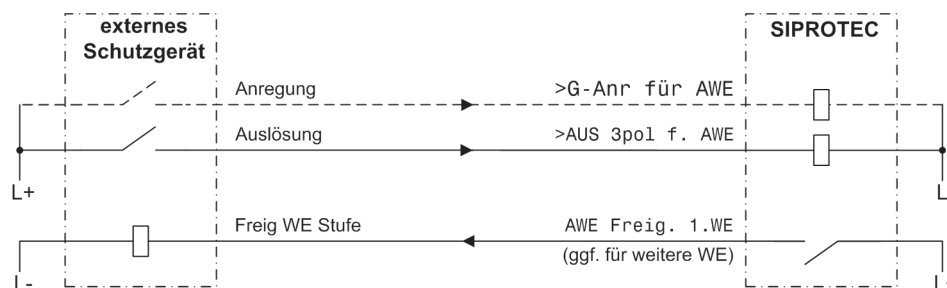 externes
Schutzgerät
SIPROTEC
Anregung
>G-Anr für AWE
Auslösung
>AUS 3pol f. AWE
L+
L
Freig WE Stufe
AWE Freig. 1.WE
(ggf. für weitere WE)
L-
L